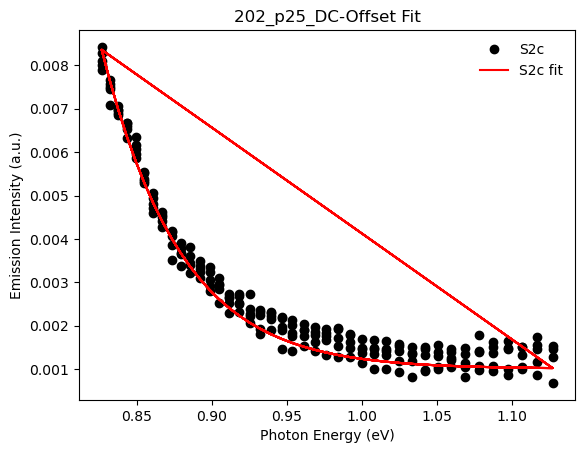 202_p25_DC-Offset Fit
S2c
S2c fit
Emission Intensity (a.u.)
0.008
0.007
0.006
0.005
0.004
0.003
0.002
0.001
0.85 0.90 0.95 1.00 1.05 1.10
Photon Energy (eV)